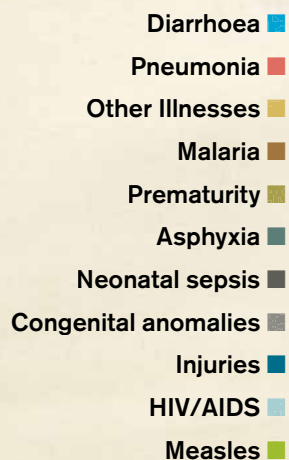 Diarrhoea
Pneumonia
Other Illnesses
Malaria
Prematurity
Asphyxia
Neonatal sepsis
Congenital anomalies
Injuries
HIV/AIDS
Measles